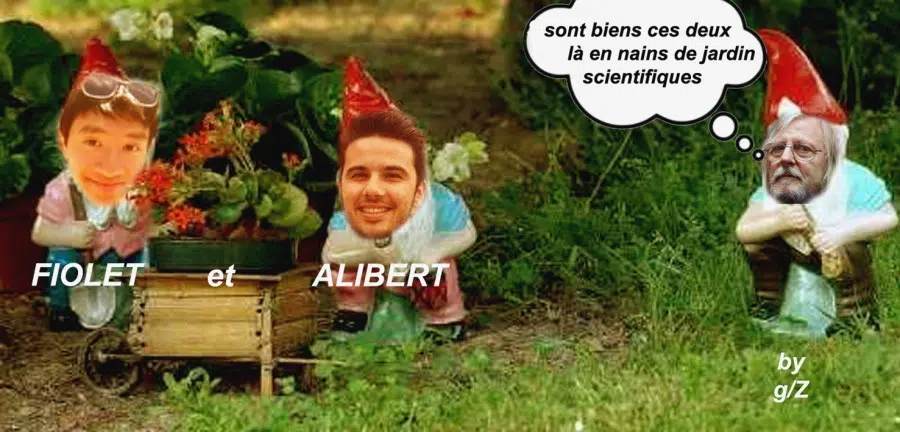 sont biens ces deux
là en nains de jardin
scientifiques
FIOLET et ALIBERT
by
g/Z